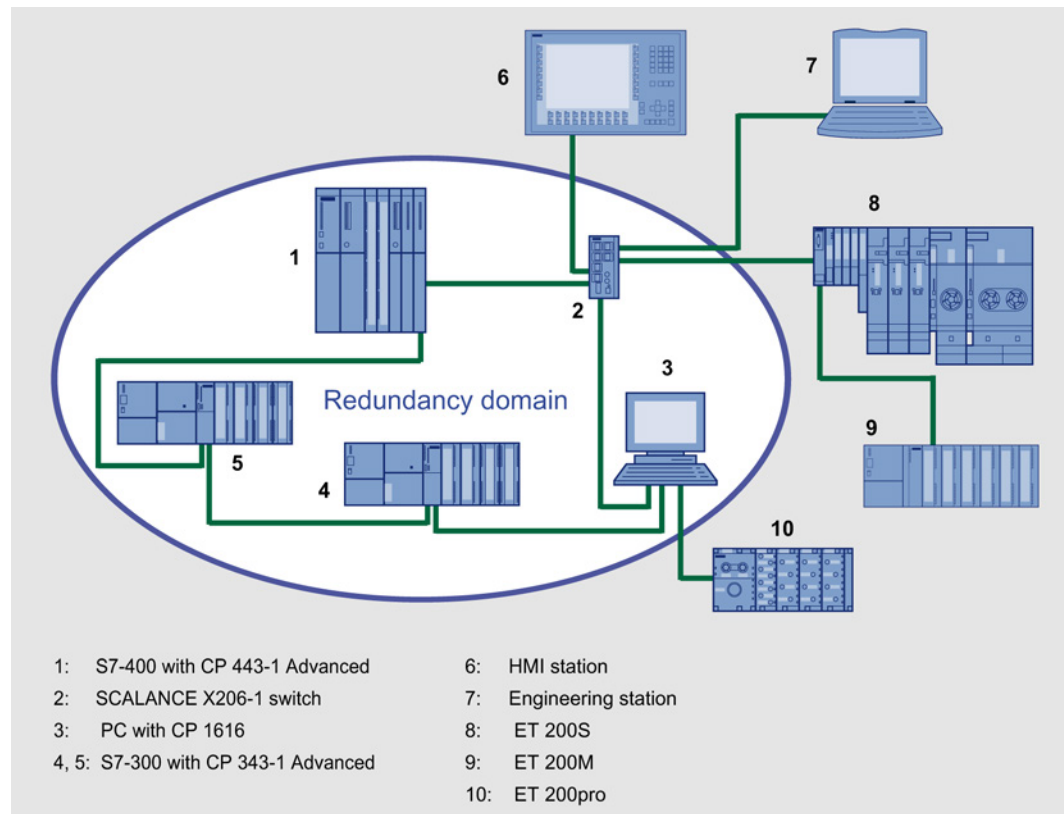 6
7
8
1
2
3
Redundancy domain
5
4
9
10
1: S7-400 with CP 443-1 Advanced
2: SCALANCE X206-1 switch
3: PC with CP 1616
4, 5: S7-300 with CP 343-1 Advanced
6: HMI station
7: Engineering station
8: ET 200S
9: ET 200M
10: ET 200pro